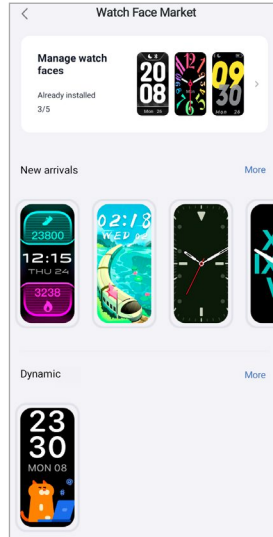 Watch Face Market
Manage watch
faces
Already installed
3/5
20
08
Mon 26
09
30
Mon 24
New arrivals
More
23800
12:15
THU 24
3238
02:18
WED
Dynamic
More
23
30
MON 08